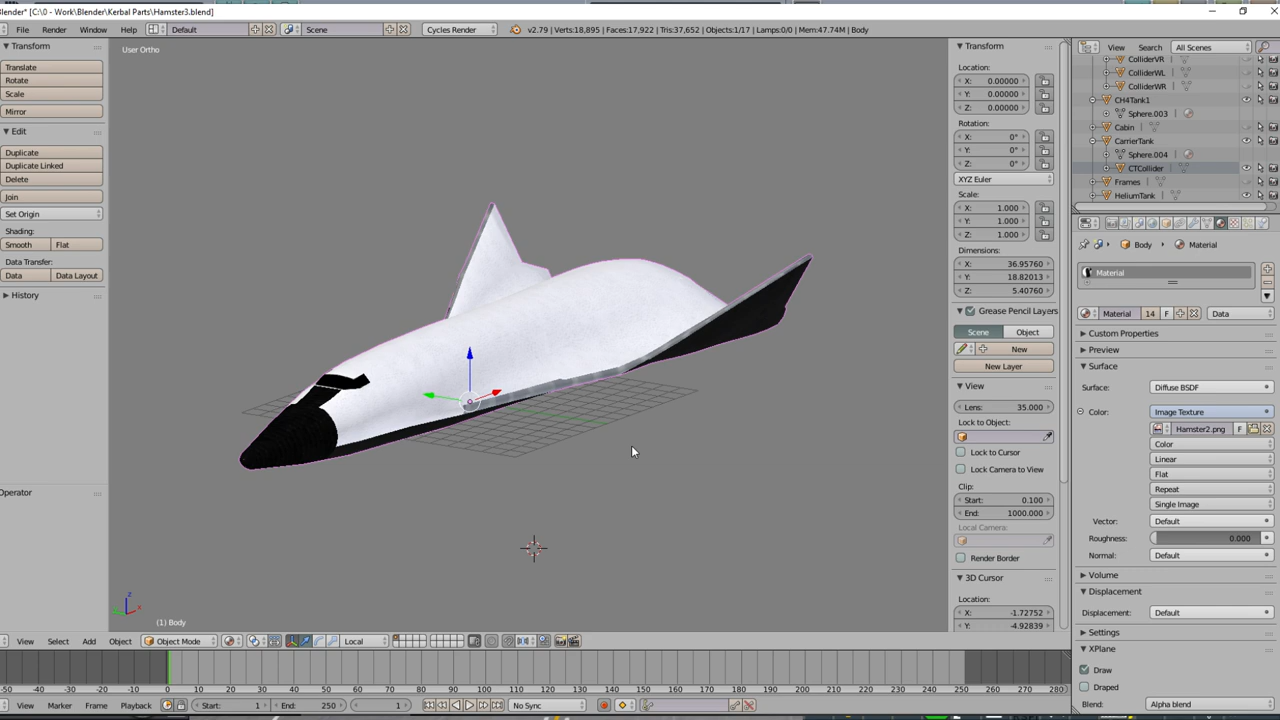 Blender* [C:\0 - Work\Blender\Kerbal Parts\Hamster3.blend]
File Render Window Help Default Scene Cycles Render v2.79 | Verts:18,895 | Faces:17,922 | Tris:37,652 | Objects:1/17 | Lamps:0/0 | Mem:47.74M | Body
Transform
Translate
Rotate
Scale
Mirror
Edit
Duplicate
Duplicate Linked
Delete
Join
Set Origin
Shading:
Smooth Flat
Data Transfer:
Data Data Layout
History
Operator
User Ortho
(1) Body
Transform
Location:
X: 0.00000
Y: 0.00000
Z: 0.00000
Rotation:
X: 0°
Y: 0°
Z: 0°
XYZ Euler
Scale:
X: 1.000
Y: 1.000
Z: 1.000
Dimensions:
X: 36.95760
Y: 18.82013
Z: 5.40760
Grease Pencil Layers
Scene Object
New
New Layer
View
Lens: 35.000
Lock to Object:
Lock to Cursor
Lock Camera to View
Clip:
Start: 0.100
End: 1000.000
Local Camera:
Render Border
3D Cursor
Location:
X: -1.72752
Y: -4.92839
View Search All Scenes
ColliderVR
ColliderWL
ColliderWR
CH4Tank1
Sphere.003
Cabin
CarrierTank
Sphere.004
CTCollider
Frames
HeliumTank
Body Material
Material
Material 14 F Data
Custom Properties
Preview
Surface
Surface: Diffuse BSDF
Color: Image Texture
Hamster2.png F
Color
Linear
Flat
Repeat
Single Image
Vector: Default
Roughness: 0.000
Normal: Default
Volume
Displacement
Displacement: Default
Settings
XPlane
Draw
Draped
Blend: Alpha blend
View Select Add Object Object Mode Local
-50 -40 -30 -20 -10 0 10 20 30 40 50 60 70 80 90 100 110 120 130 140 150 160 170 180 190 200 210 220 230 240 250 260 270 280
View Marker Frame Playback Start: 1 End: 250 1 No Sync